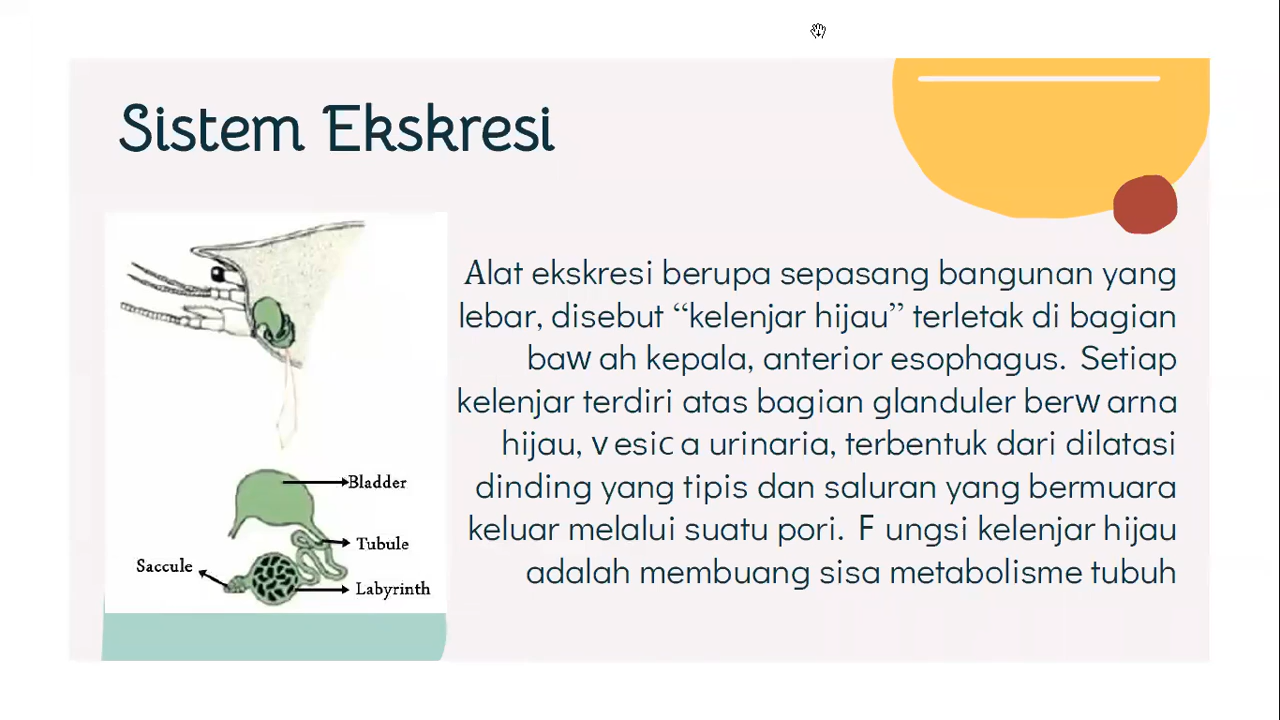 Sistem Ekskresi
Alat ekskresi berupa sepasang bangunan yang
lebar, disebut “kelenjar hijau” terletak di bagian
baw ah kepala, anterior esophagus. Setiap
kelenjar terdiri atas bagian glanduler berw arna
hijau, v esic a urinaria, terbentuk dari dilatasi
dinding yang tipis dan saluran yang bermuara
keluar melalui suatu pori. F ungsi kelenjar hijau
adalah membuang sisa metabolisme tubuh
Bladder
Tubule
Saccule
Labyrinth